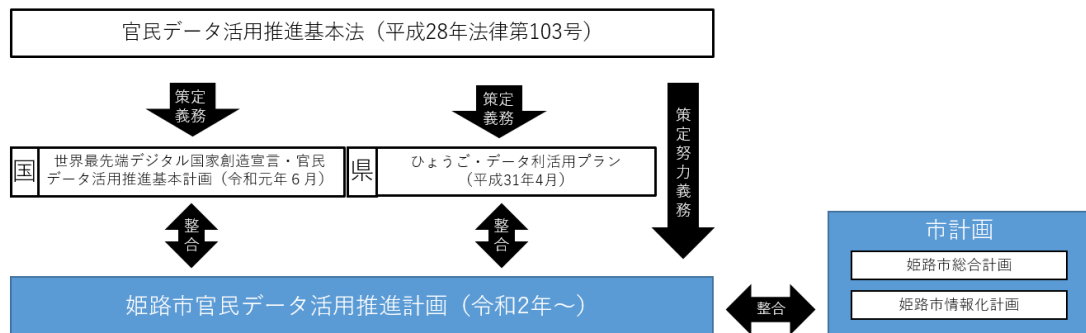 官民データ活用推進基本法（平成28年法律第103号）
策定
義務
策定
義務
策定努力義務
国
世界最先端デジタル国家創造宣言・官民
データ活用推進基本計画（令和元年６月）
県
ひょうご・データ利活用プラン
（平成31年4月）
整合
整合
姫路市官民データ活用推進計画（令和2年～）
整合
市計画
姫路市総合計画
姫路市情報化計画